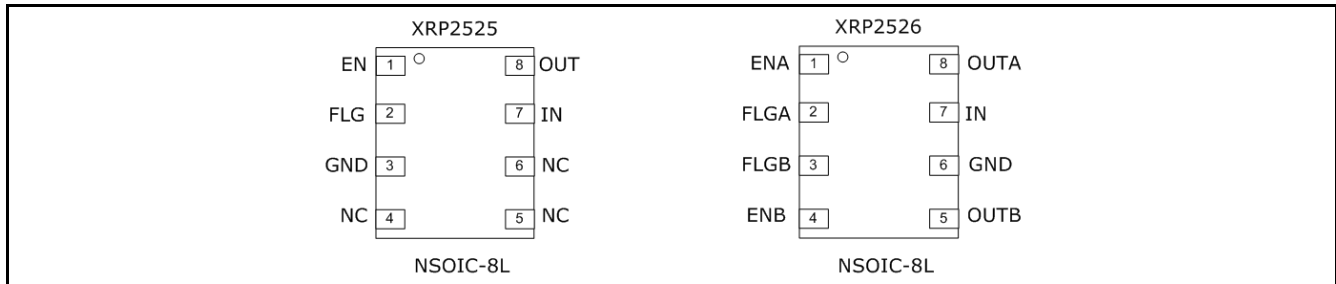 XRP2525
EN 1 8 OUT
FLG 2 7 IN
GND 3 6 NC
NC 4 5 NC
NSOIC-8L
XRP2526
ENA 1 8 OUTA
FLGA 2 7 IN
FLGB 3 6 GND
ENB 4 5 OUTB
NSOIC-8L